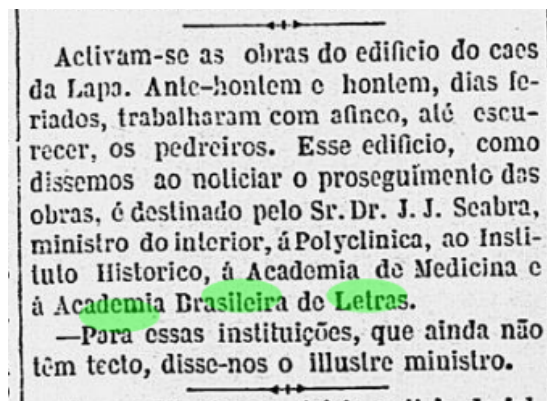 Activam-se as obras do edificio do caes
da Lapa. Ante-hontem e hontem, dias fe-
riados, trabalharam com afinco, até escu-
recer, os pedreiros. Esse edificio, como
dissemos ao noticiar o proseguimento das
obras, é destinado pelo Sr. Dr. J. J. Seabra,
ministro do interior, á Polyclinica, ao Insti-
tuto Historico, á Academia de Medicina e
á Academia Brasileira de Letras.
—Para essas instituições, que ainda não
têm tecto, disse-nos o illustre ministro.